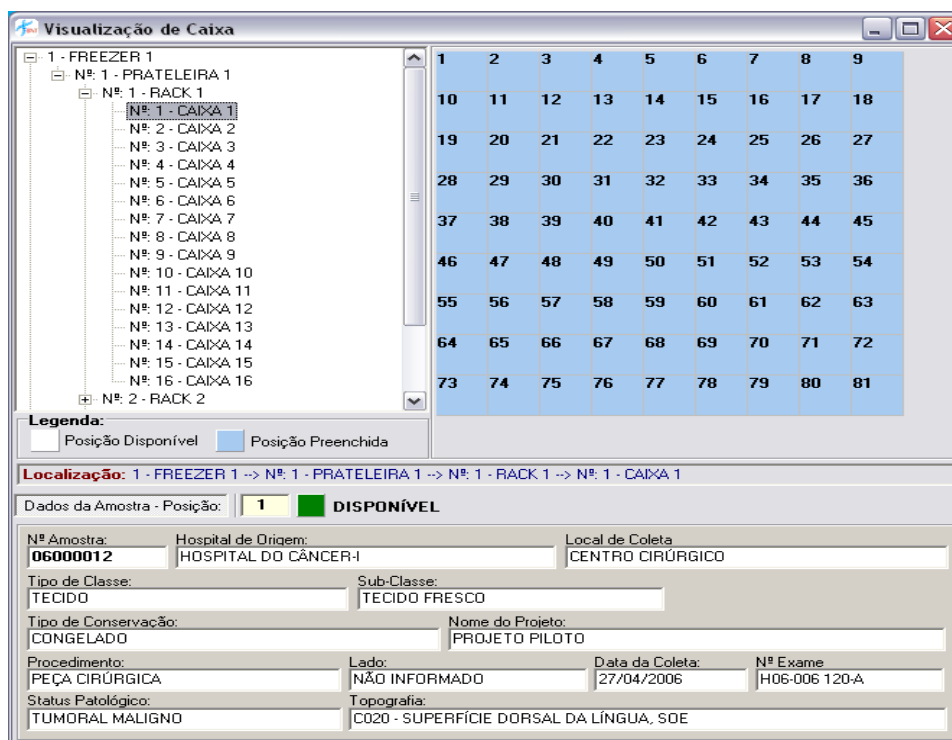 Visualização de Caixa
1 - FREEZER 1
Nº: 1 - PRATELEIRA 1
Nº: 1 - RACK 1
Nº: 1 - CAIXA 1
Nº: 2 - CAIXA 2
Nº: 3 - CAIXA 3
Nº: 4 - CAIXA 4
Nº: 5 - CAIXA 5
Nº: 6 - CAIXA 6
Nº: 7 - CAIXA 7
Nº: 8 - CAIXA 8
Nº: 9 - CAIXA 9
Nº: 10 - CAIXA 10
Nº: 11 - CAIXA 11
Nº: 12 - CAIXA 12
Nº: 13 - CAIXA 13
Nº: 14 - CAIXA 14
Nº: 15 - CAIXA 15
Nº: 16 - CAIXA 16
Nº: 2 - RACK 2
1 2 3 4 5 6 7 8 9
10 11 12 13 14 15 16 17 18
19 20 21 22 23 24 25 26 27
28 29 30 31 32 33 34 35 36
37 38 39 40 41 42 43 44 45
46 47 48 49 50 51 52 53 54
55 56 57 58 59 60 61 62 63
64 65 66 67 68 69 70 71 72
73 74 75 76 77 78 79 80 81
Legenda:
Posição Disponível Posição Preenchida
Localização: 1 - FREEZER 1 --> Nº: 1 - PRATELEIRA 1 --> Nº: 1 - RACK 1 --> Nº: 1 - CAIXA 1
Dados da Amostra - Posição: 1 DISPONÍVEL
Nº Amostra: Hospital de Origem: Local de Coleta
06000012 HOSPITAL DO CÂNCER-I CENTRO CIRÚRGICO
Tipo de Classe: Sub-Classe:
TECIDO TECIDO FRESCO
Tipo de Conservação: Nome do Projeto:
CONGELADO PROJETO PILOTO
Procedimento: Lado: Data da Coleta: Nº Exame
PEÇA CIRÚRGICA NÃO INFORMADO 27/04/2006 H06-006 120-A
Status Patológico: Topografia:
TUMORAL MALIGNO C020 - SUPERFÍCIE DORSAL DA LÍNGUA, SOE